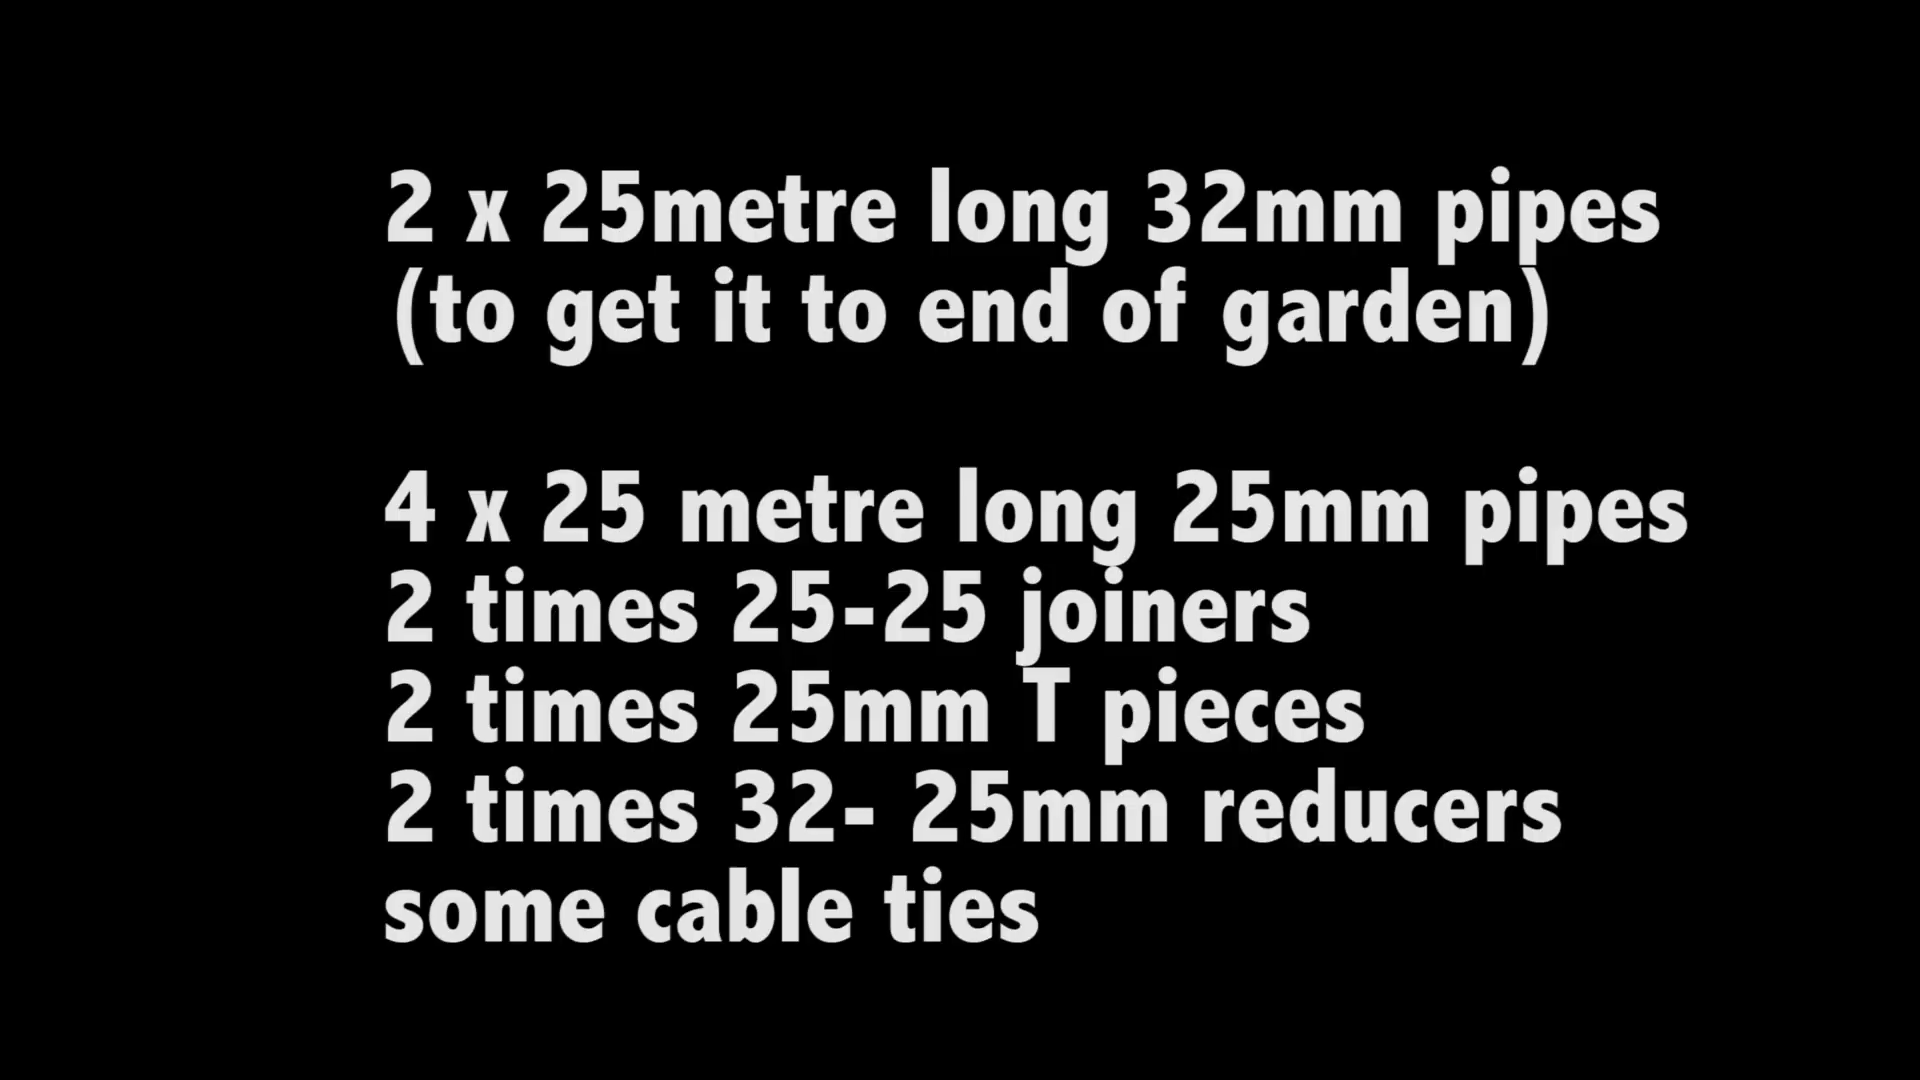 2 x 25metre long 32mm pipes
(to get it to end of garden)
4 x 25 metre long 25mm pipes
2 times 25-25 joiners
2 times 25mm T pieces
2 times 32- 25mm reducers
some cable ties